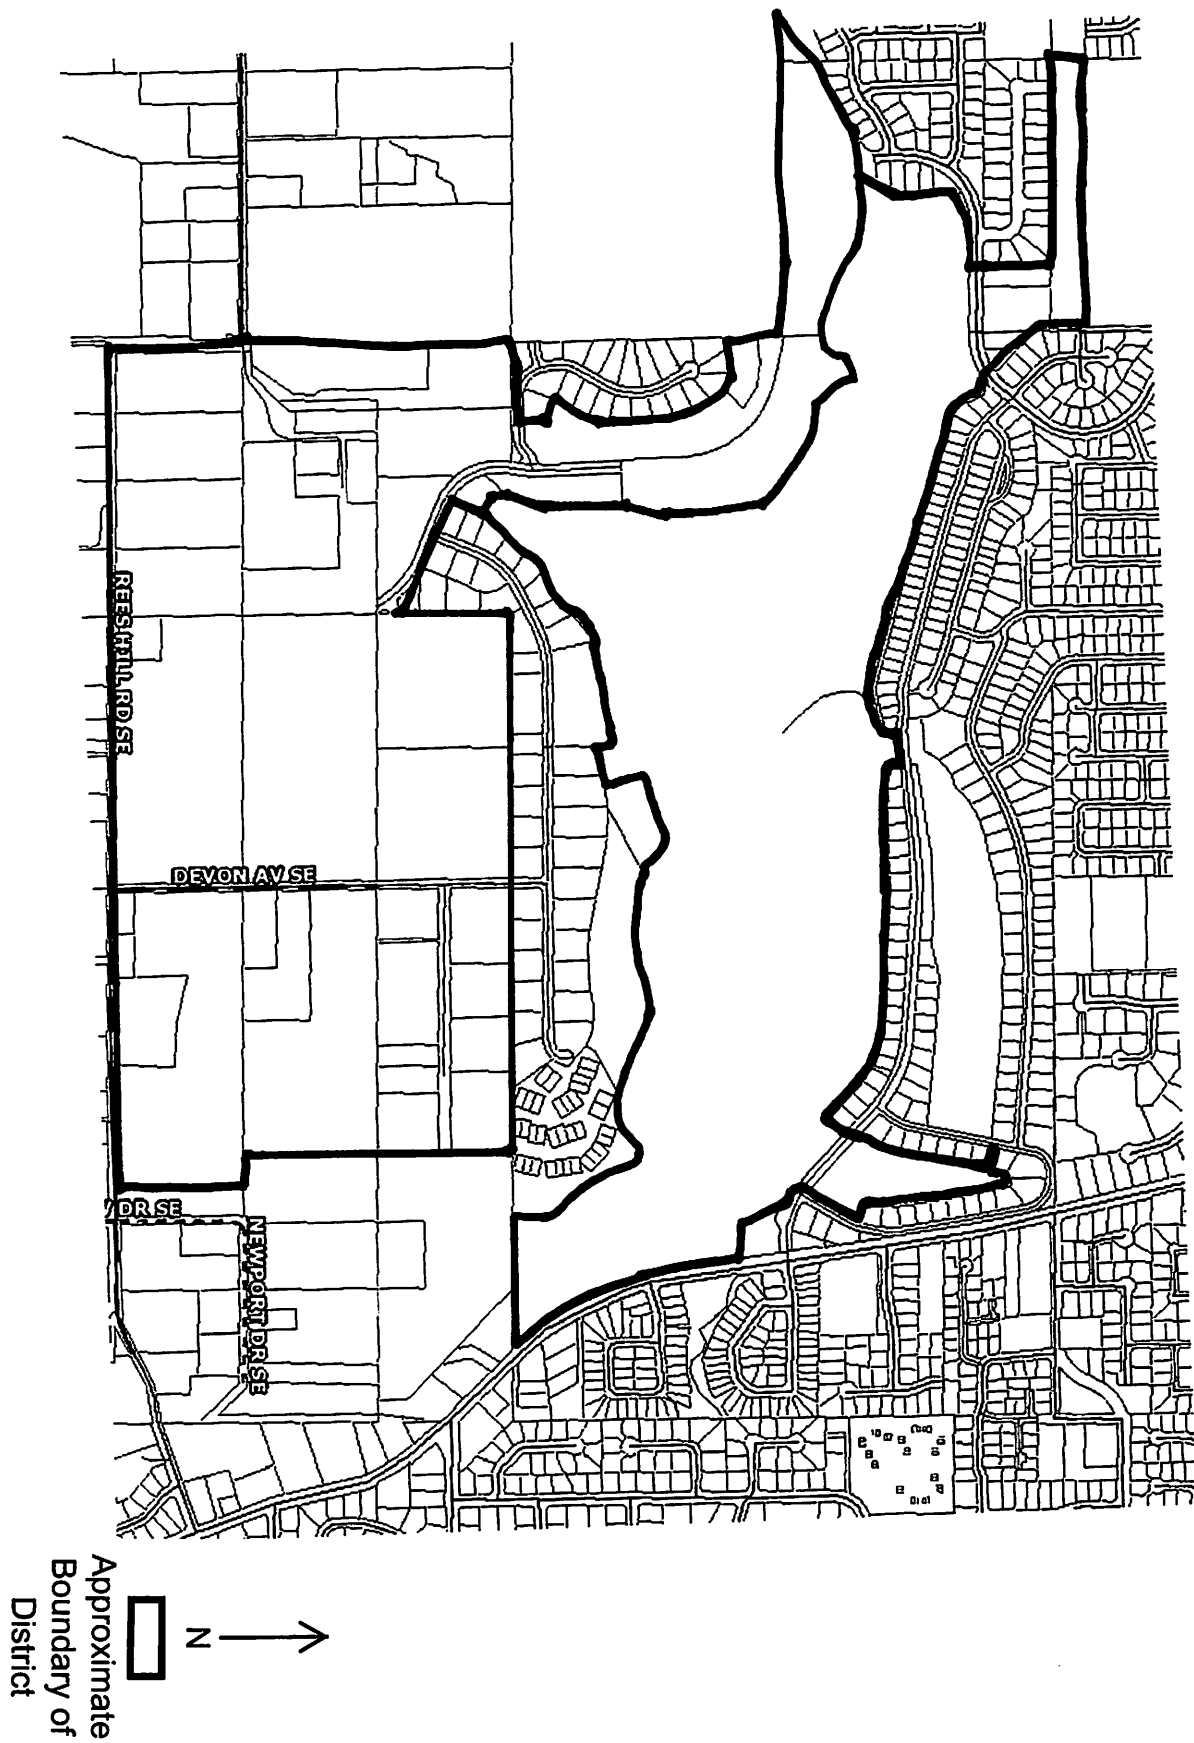 REES HILL RD SE
DEVON AV SE
V DR SE
NEWPORT DR SE
N
Approximate
Boundary of
District